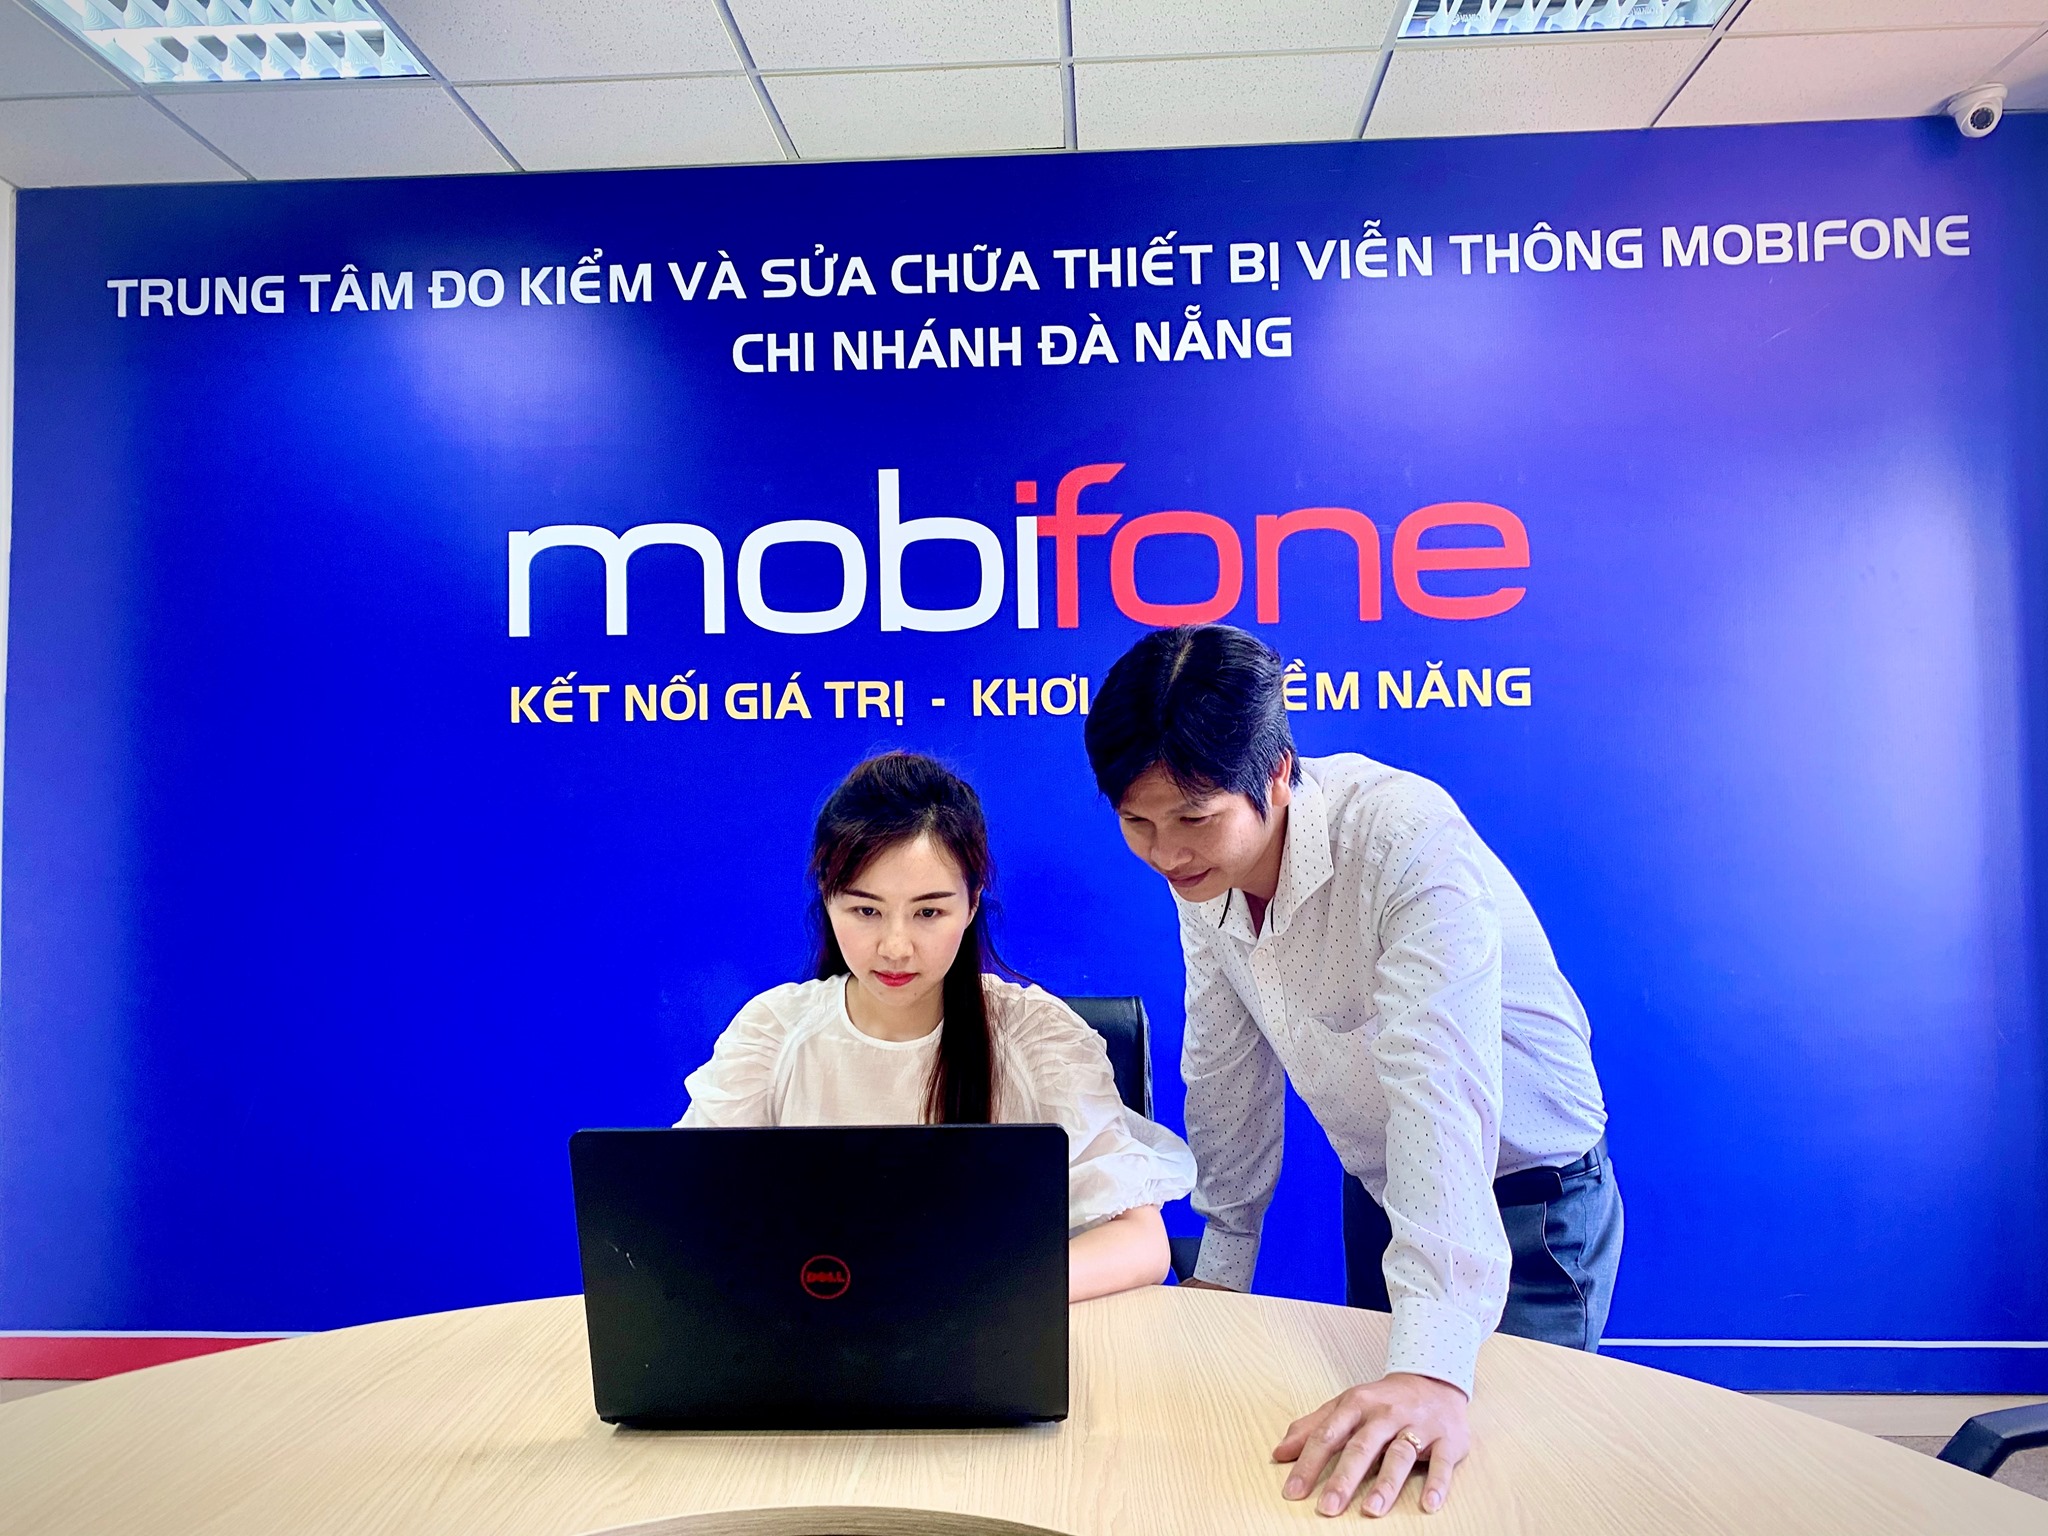 TRUNG TÂM ĐO KIỂM VÀ SỬA CHỮA THIẾT BỊ VIỄN THÔNG MOBIFONE
CHI NHÁNH ĐÀ NẴNG
mobifone
KẾT NỐI GIÁ TRỊ - KHƠI NĂNG
DELL